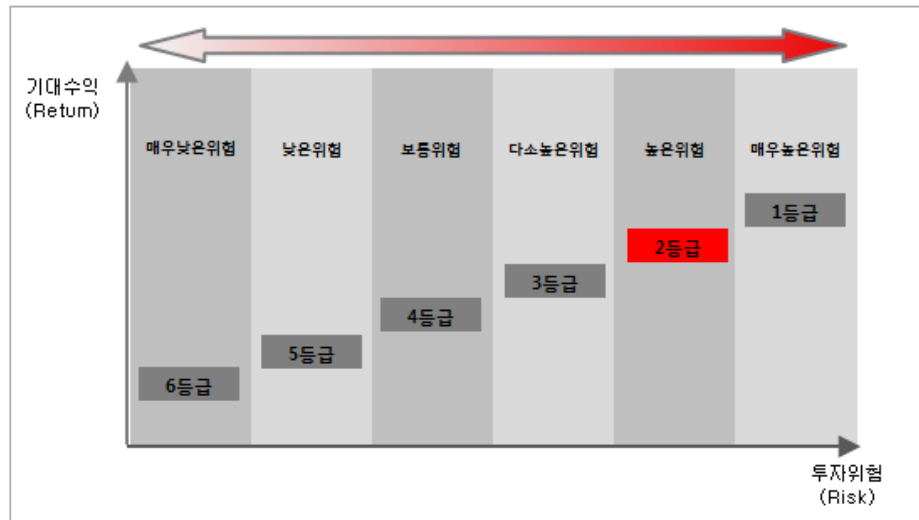 기대수익
(Return)
매우낮은위험 낮은위험 보통위험 다소높은위험 높은위험 매우높은위험
1등급
2등급
3등급
4등급
5등급
6등급
투자위험
(Risk)